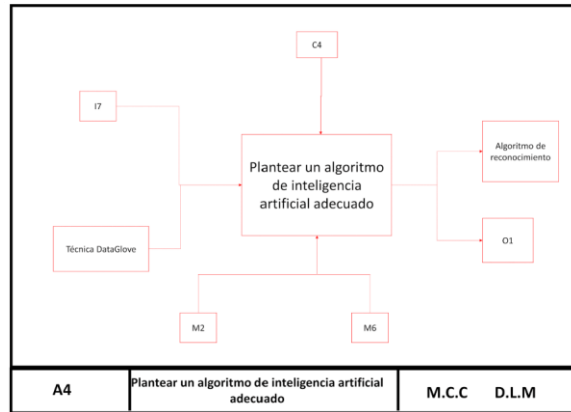 C4
I7
Plantear un algoritmo
de inteligencia
artificial adecuado
Algoritmo de
reconocimiento
Técnica DataGlove
O1
M2
M6
A4
Plantear un algoritmo de inteligencia artificial
adecuado
M.C.C D.L.M